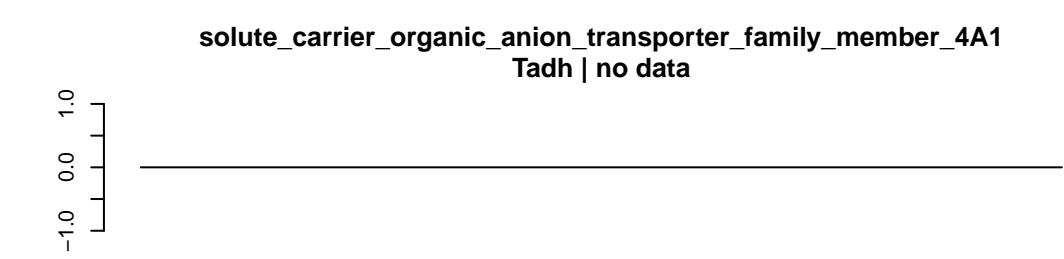 solute_carrier_organic_anion_transporter_family_member_4A1
Tadh | no data
1.0
0.0
−1.0